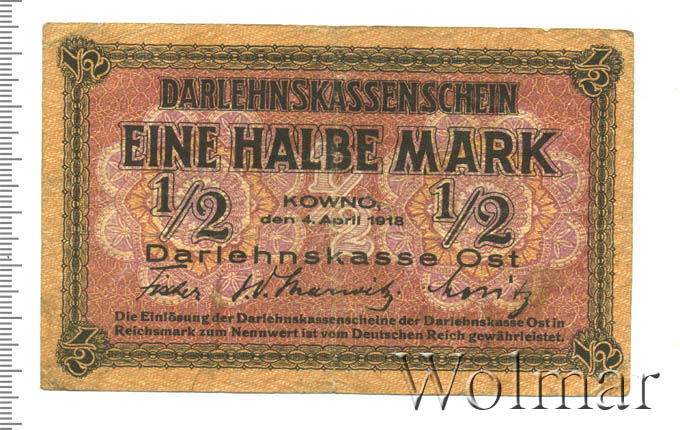 1/2 1/2
DARLEHNSKASSENSCHEIN
EINE HALBE MARK
1/2 1/2 1/2
KOWNO,
den 4. April 1918
Darlehnskasse Ost
Die Einlösung der Darlehnskassenscheine der Darlehnskasse Ost in
Reichsmark zum Nennwert ist vom Deutschen Reich gewährleistet.
1/2 1/2
Wolmar